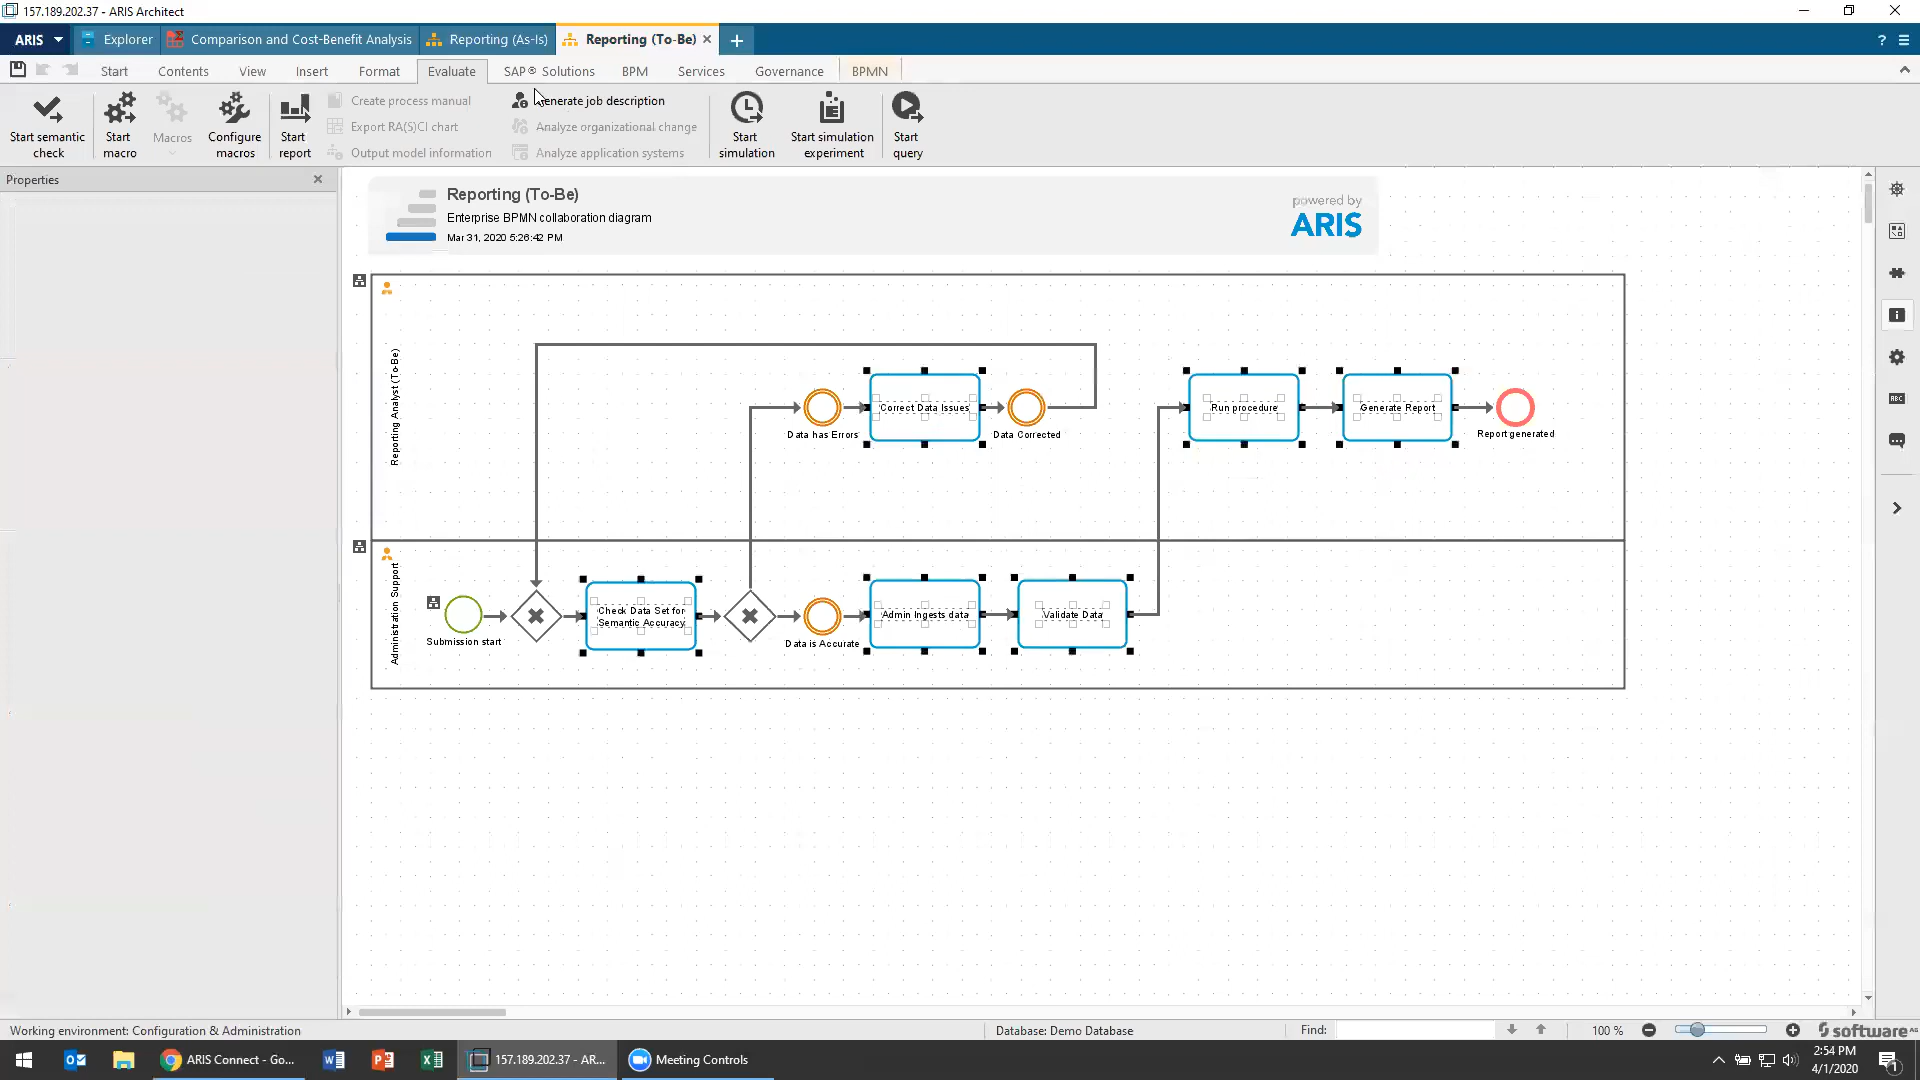 157.189.202.37 - ARIS Architect
ARIS
Explorer
Comparison and Cost-Benefit Analysis
Reporting (As-Is)
Reporting (To-Be)
Start
Contents
View
Insert
Format
Evaluate
SAP® Solutions
BPM
Services
Governance
BPMN
Start semantic check
Start macro
Macros
Configure macros
Start report
Create process manual
Export RA(S)CI chart
Output model information
Generate job description
Analyze organizational change
Analyze application systems
Start simulation
Start simulation experiment
Start query
Properties
Reporting (To-Be)
Enterprise BPMN collaboration diagram
Mar 31, 2020 5:26:42 PM
powered by
ARIS
Reporting Analyst (To-Be)
Data has Errors
Correct Data Issues
Data Corrected
Run procedure
Generate Report
Report generated
Administration Support
Submission start
Check Data Set for
Semantic Accuracy
Data is Accurate
Admin Ingests data
Validate Data
ABC
Working environment: Configuration & Administration
Database: Demo Database
Find:
100 %
software AG
ARIS Connect - Go...
157.189.202.37 - AR...
Meeting Controls
2:54 PM
4/1/2020
1